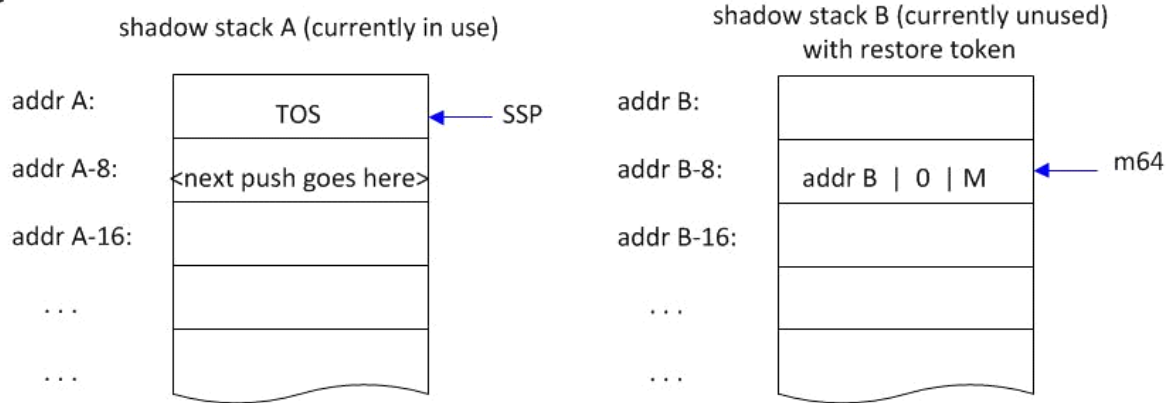 shadow stack A (currently in use)
addr A:
TOS
SSP
addr A-8:
<next push goes here>
addr A-16:
. . .
. . .
shadow stack B (currently unused)
with restore token
addr B:
addr B-8:
addr B | 0 | M
m64
addr B-16:
. . .
. . .